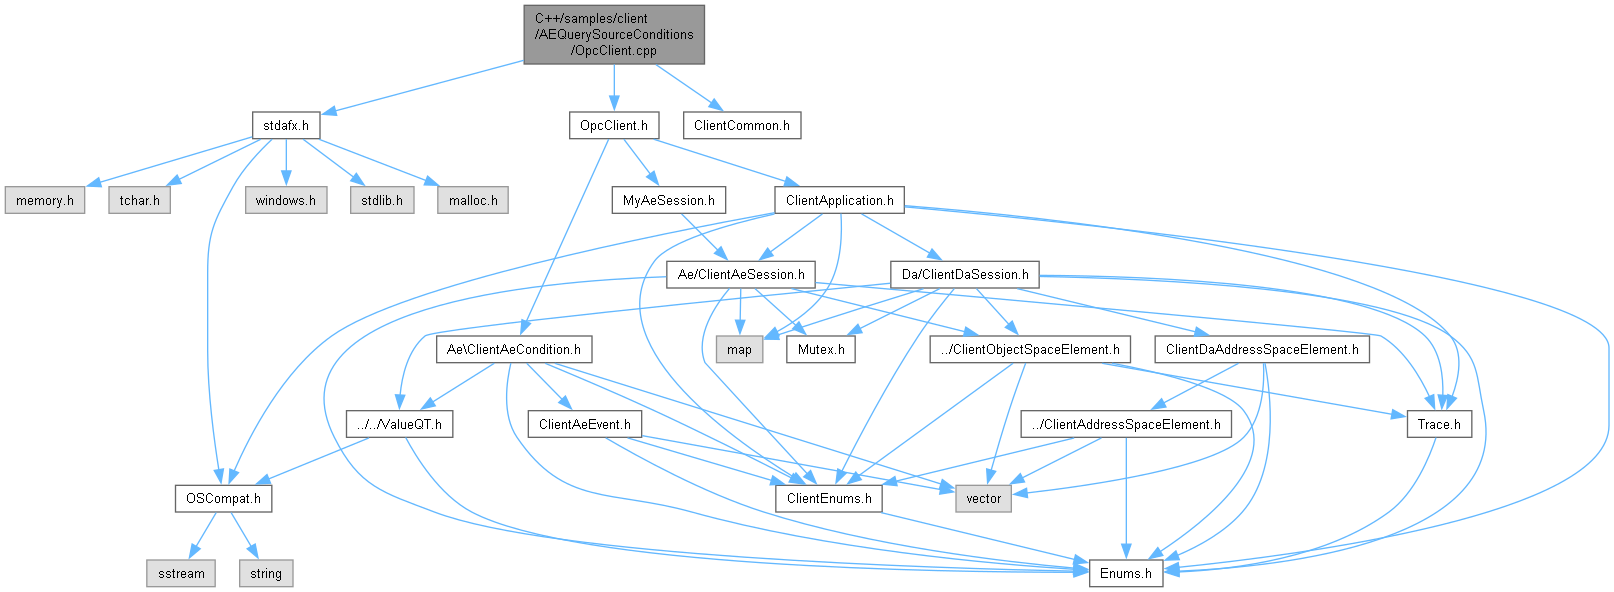 C++/samples/client
/AEQuerySourceConditions
/OpcClient.cpp
stdafx.h
OpcClient.h
ClientCommon.h
memory.h
tchar.h
windows.h
stdlib.h
malloc.h
MyAeSession.h
ClientApplication.h
Ae/ClientAeSession.h
Da/ClientDaSession.h
Ae\ClientAeCondition.h
map
Mutex.h
../ClientObjectSpaceElement.h
ClientDaAddressSpaceElement.h
../../ValueQT.h
ClientAeEvent.h
../ClientAddressSpaceElement.h
Trace.h
OSCompat.h
ClientEnums.h
vector
sstream
string
Enums.h